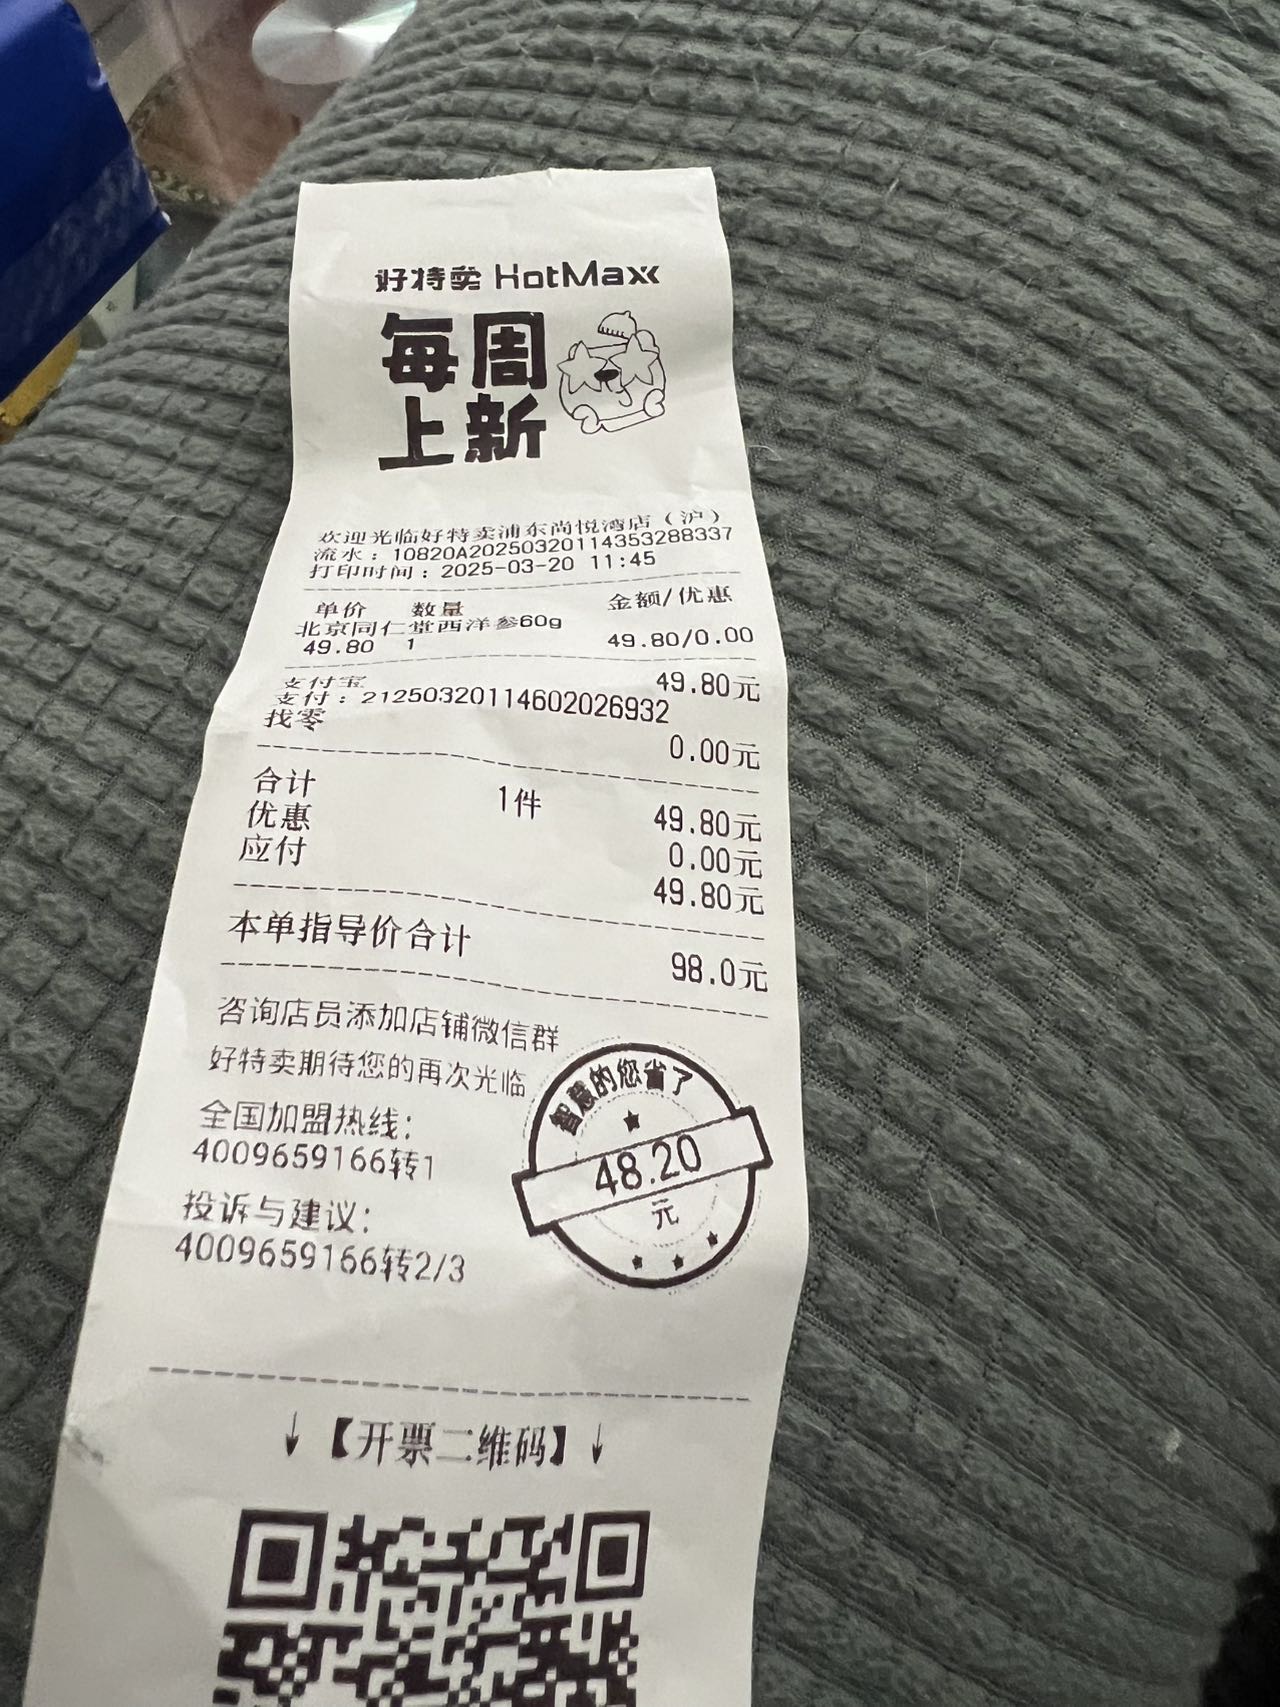 好特卖 HotMaxx
每周
上新
欢迎光临好特卖浦东尚悦湾店（沪）
流水：10820A20250320114353288337
打印时间：2025-03-20 11:45
单价 数量 金额/优惠
北京同仁堂西洋参60g
49.80 1 49.80/0.00
支付宝 49.80元
支付：21250320114602026932
找零 0.00元
合计 1件 49.80元
优惠 0.00元
应付 49.80元
本单指导价合计 98.0元
咨询店员添加店铺微信群
好特卖期待您的再次光临
全国加盟热线：
4009659166转1
投诉与建议：
4009659166转2/3
智慧的您省了
48.20
元
↓【开票二维码】↓